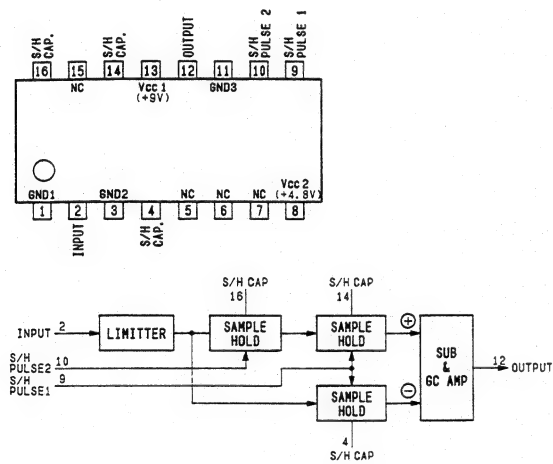 S/H CAP.
S/H CAP.
OUTPUT
S/H PULSE 2
S/H PULSE 1
16 15 14 13 12 11 10 9
NC Vcc 1 GND3
(+9V)
Vcc 2
GND1 GND2 NC NC NC (+4.8V)
1 2 3 4 5 6 7 8
INPUT
S/H CAP.
S/H CAP S/H CAP
16 14
INPUT 2 LIMITTER SAMPLE HOLD SAMPLE HOLD +
S/H PULSE2 10
S/H PULSE1 9
SUB & GC AMP 12 OUTPUT
SAMPLE HOLD -
4
S/H CAP